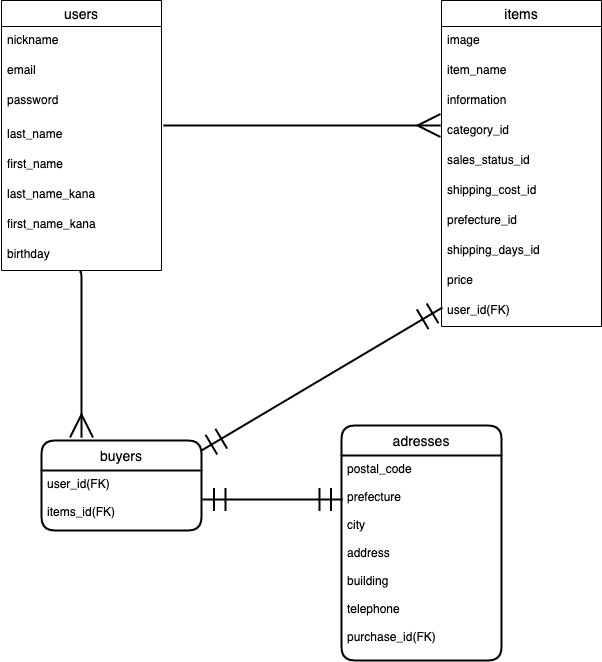 users
nickname
email
password
last_name
first_name
last_name_kana
first_name_kana
birthday
items
image
item_name
information
category_id
sales_status_id
shipping_cost_id
prefecture_id
shipping_days_id
price
user_id(FK)
buyers
user_id(FK)
items_id(FK)
adresses
postal_code
prefecture
city
address
building
telephone
purchase_id(FK)